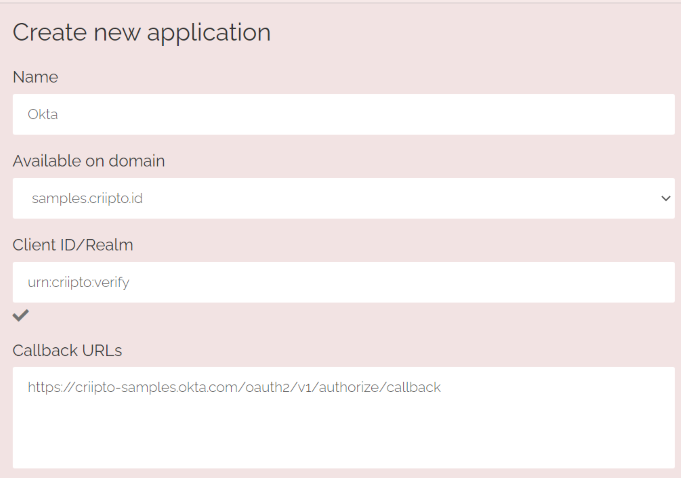 Create new application
Name
Okta
Available on domain
samples.criipto.id
Client ID/Realm
urn:criipto:verify
Callback URLs
https://criipto-samples.okta.com/oauth2/v1/authorize/callback